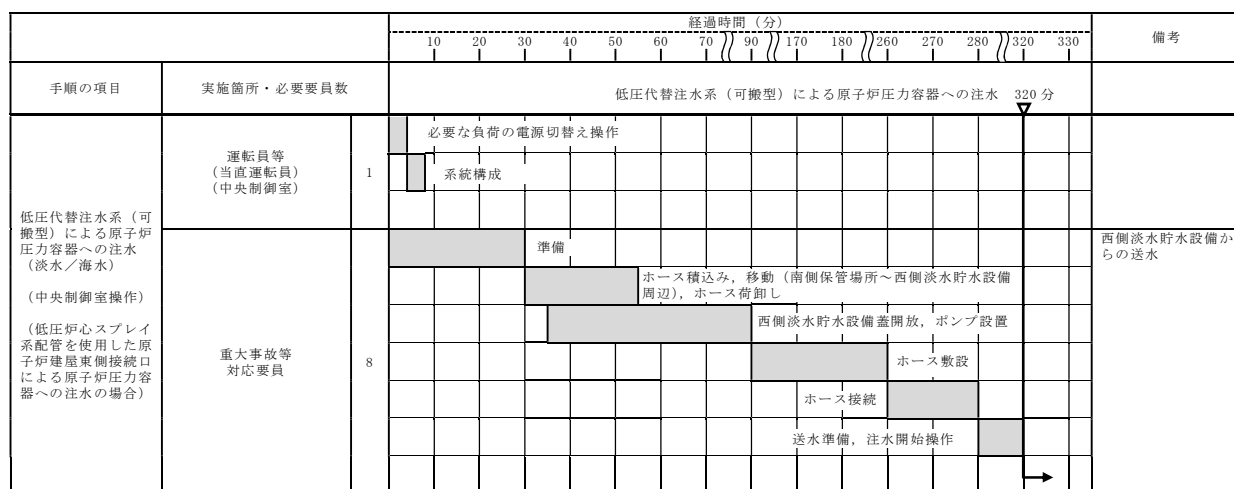 経過時間（分）
備考
10 20 30 40 50 60 70 90 170 180 260 270 280 320 330
手順の項目
実施箇所・必要要員数
低圧代替注水系（可搬型）による原子炉圧力容器への注水 320 分
低圧代替注水系（可
搬型）による原子炉
圧力容器への注水
（淡水／海水）
（中央制御室操作）
（低圧炉心スプレイ
系配管を使用した原
子炉建屋東側接続口
による原子炉圧力容
器への注水の場合）
運転員等
（当直運転員）
（中央制御室）
1
必要な負荷の電源切替え操作
系統構成
重大事故等
対応要員
8
準備
ホース積込み，移動（南側保管場所～西側淡水貯水設備
周辺），ホース荷卸し
西側淡水貯水設備蓋開放，ポンプ設置
ホース敷設
ホース接続
送水準備，注水開始操作
西側淡水貯水設備か
らの送水